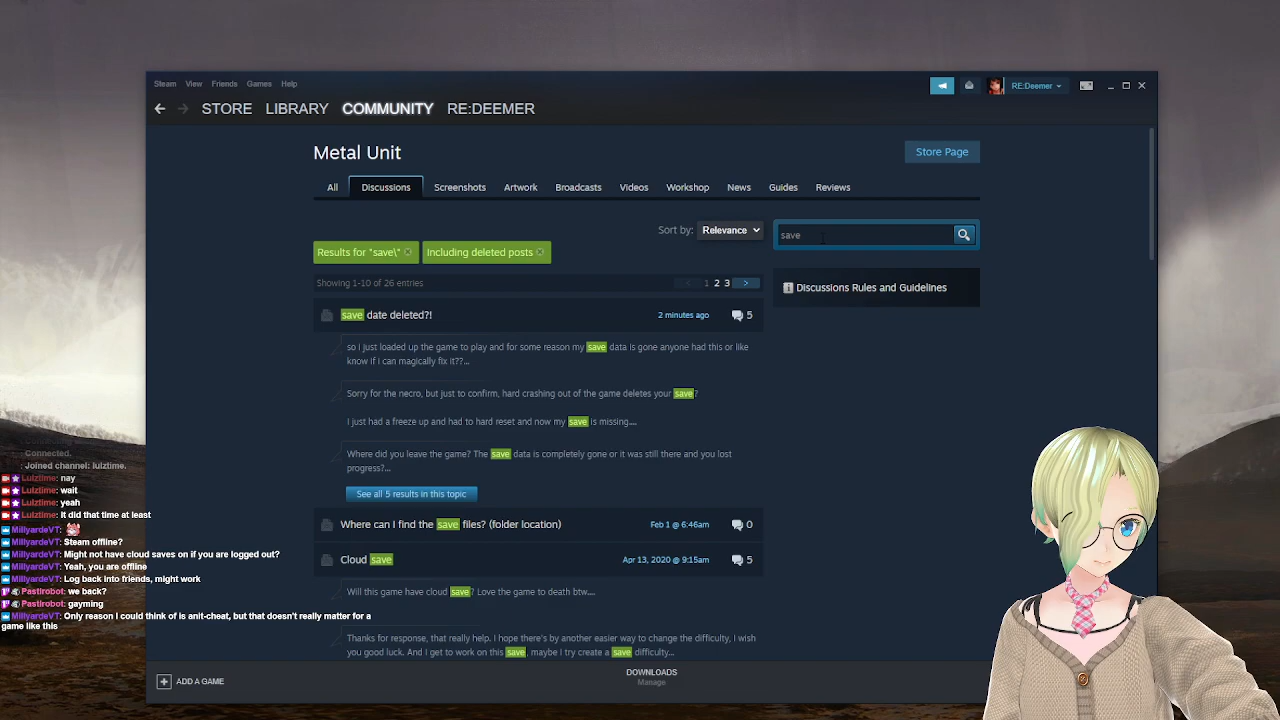 Steam View Friends Games Help
RE:Deemer
STORE LIBRARY COMMUNITY RE:DEEMER
Metal Unit
Store Page
All Discussions Screenshots Artwork Broadcasts Videos Workshop News Guides Reviews
Sort by: Relevance
save
Results for "save\" Including deleted posts
Showing 1-10 of 26 entries
< 1 2 3 >
Discussions Rules and Guidelines
save date deleted?! 2 minutes ago 5
so i just loaded up the game to play and for some reason my save data is gone anyone had this or like
know if i can magically fix it??...
Sorry for the necro, but just to confirm, hard crashing out of the game deletes your save?
I just had a freeze up and had to hard reset and now my save is missing....
Where did you leave the game? The save data is completely gone or it was still there and you lost
progress?...
See all 5 results in this topic
Where can I find the save files? (folder location) Feb 1 @ 6:46am 0
Cloud save Apr 13, 2020 @ 9:15am 5
Will this game have cloud save? Love the game to death btw....
Thanks for response, that really help. I hope there's by another easier way to change the difficulty, I wish
you good luck. And I get to work on this save, maybe i try create a save difficulty...
+ ADD A GAME
DOWNLOADS
Manage
Connected.
: Joined channel: lulztime.
Lulztime: nay
Lulztime: wait
Lulztime: yeah
Lulztime: It did that time at least
MillyardeVT:
MillyardeVT: Steam offline?
MillyardeVT: Might not have cloud saves on if you are logged out?
MillyardeVT: Yeah, you are offline
MillyardeVT: Log back into friends, might work
Pastirobot: we back?
Pastirobot: gayming
MillyardeVT: Only reason I could think of is anit-cheat, but that doesn't really matter for a
game like this